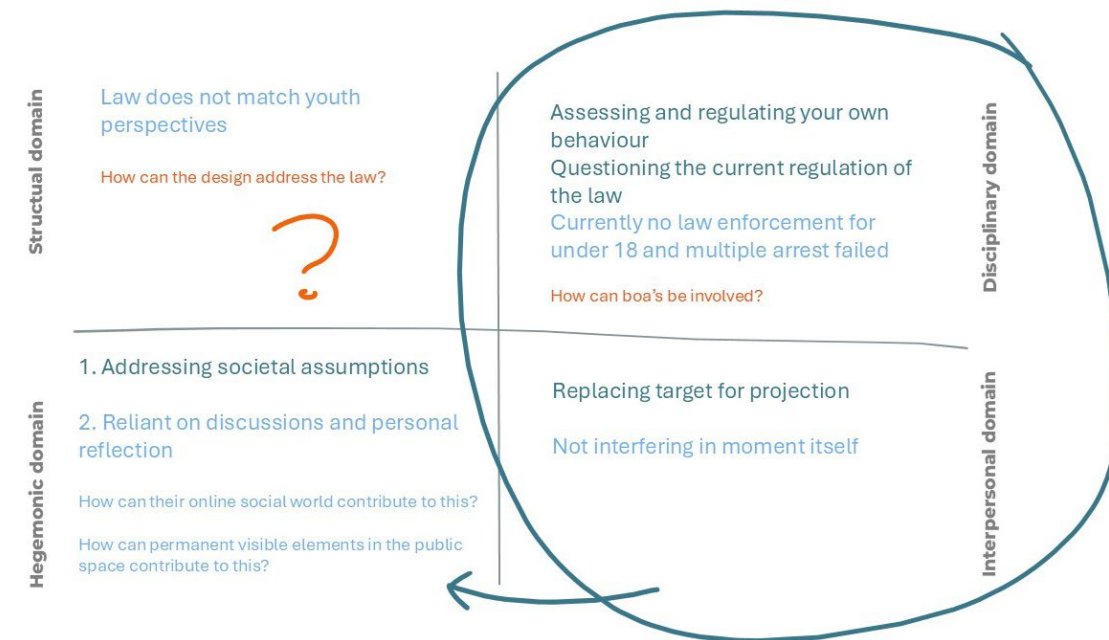 Structual domain
Law does not match youth
perspectives
How can the design address the law?
?
Assessing and regulating your own
behaviour
Questioning the current regulation of
the law
Currently no law enforcement for
under 18 and multiple arrest failed
How can boa's be involved?
Disciplinary domain
Hegemonic domain
1. Addressing societal assumptions
2. Reliant on discussions and personal
reflection
How can their online social world contribute to this?
How can permanent visible elements in the public
space contribute to this?
Replacing target for projection
Not interfering in moment itself
Interpersonal domain